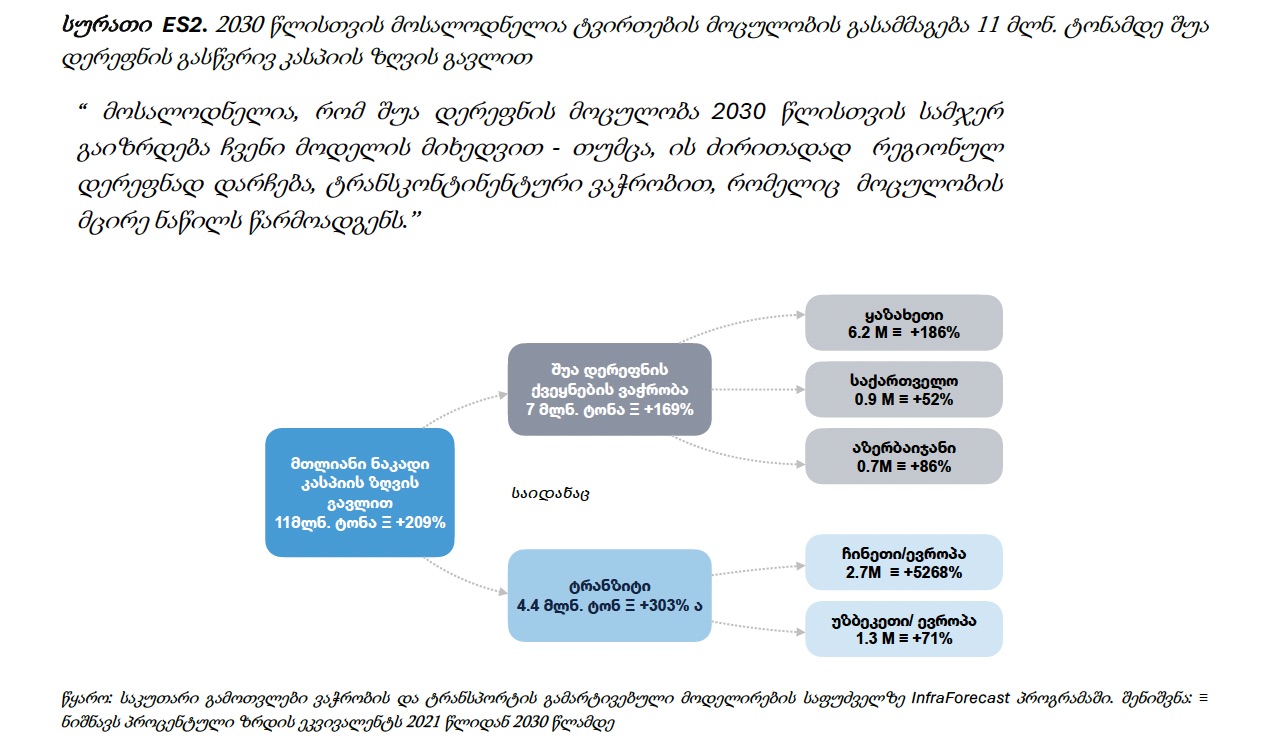 სურათი ES2. 2030 წლისთვის მოსალოდნელია ტვირთების მოცულობის გასამმაგება 11 მლნ. ტონამდე შუა
დერეფნის გასწვრივ კასპიის ზღვის გავლით
“ მოსალოდნელია, რომ შუა დერეფნის მოცულობა 2030 წლისთვის სამჯერ
გაიზრდება ჩვენი მოდელის მიხედვით - თუმცა, ის ძირითადად რეგიონულ
დერეფნად დარჩება, ტრანსკონტინენტური ვაჭრობით, რომელიც მოცულობის
მცირე ნაწილს წარმოადგენს.”
მთლიანი ნაკადი
კასპიის ზღვის
გავლით
11მლნ. ტონა Ξ +209%
შუა დერეფნის
ქვეყნების ვაჭრობა
7 მლნ. ტონა Ξ +169%
ყაზახეთი
6.2 M ≡ +186%
საქართველო
0.9 M ≡ +52%
აზერბაიჯანი
0.7M ≡ +86%
საიდანაც
ტრანზიტი
4.4 მლნ. ტონ Ξ +303% ა
ჩინეთი/ევროპა
2.7M ≡ +5268%
უზბეკეთი/ ევროპა
1.3 M ≡ +71%
წყარო: საკუთარი გამოთვლები ვაჭრობის და ტრანსპორტის გამარტივებული მოდელირების საფუძველზე InfraForecast პროგრამაში. შენიშვნა: ≡
ნიშნავს პროცენტული ზრდის ეკვივალენტს 2021 წლიდან 2030 წლამდე